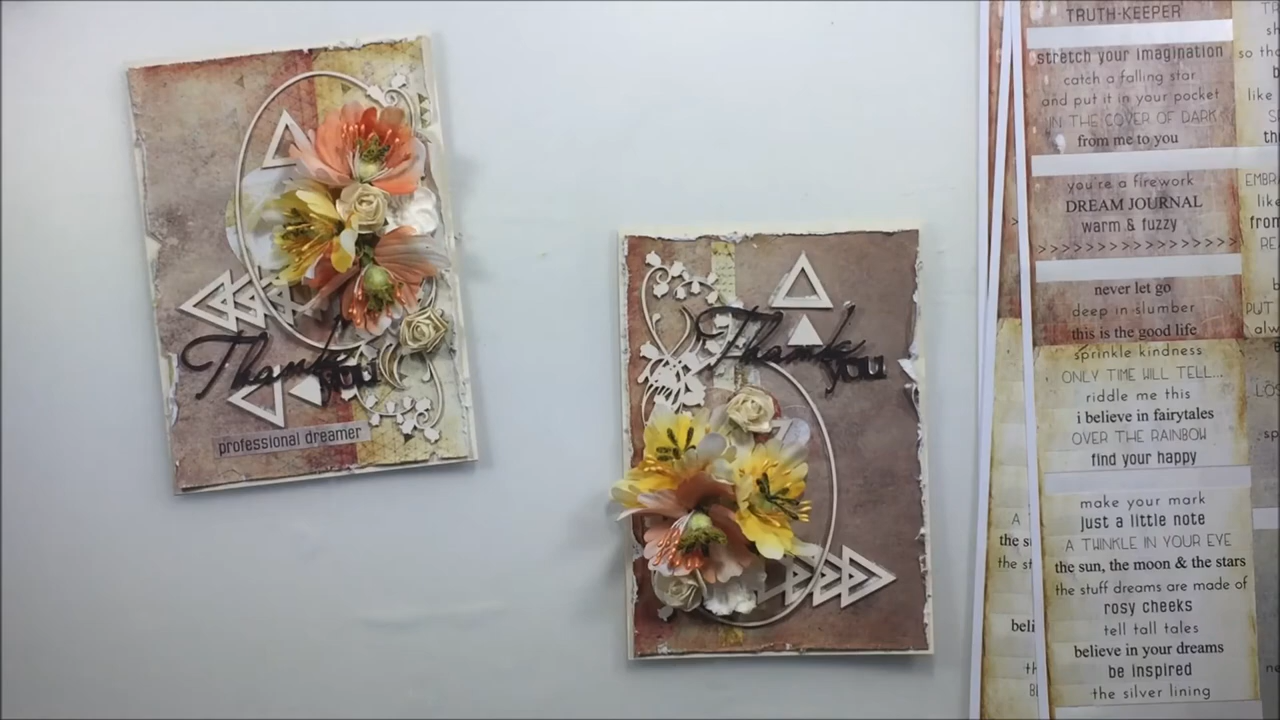 Thank
you
professional dreamer
Thank
you
TRUTH-KEEPER
stretch your imagination
catch a falling star
and put it in your pocket
IN THE COVER OF DARK
from me to you
you're a firework
DREAM JOURNAL
warm & fuzzy
>>>>>>>>>>>>>>>>>>>>
never let go
deep in slumber
this is the good life
sprinkle kindness
ONLY TIME WILL TELL...
riddle me this
i believe in fairytales
OVER THE RAINBOW
find your happy
make your mark
just a little note
A TWINKLE IN YOUR EYE
the sun, the moon & the stars
the stuff dreams are made of
rosy cheeks
tell tall tales
believe in your dreams
be inspired
the silver lining
so
like
like